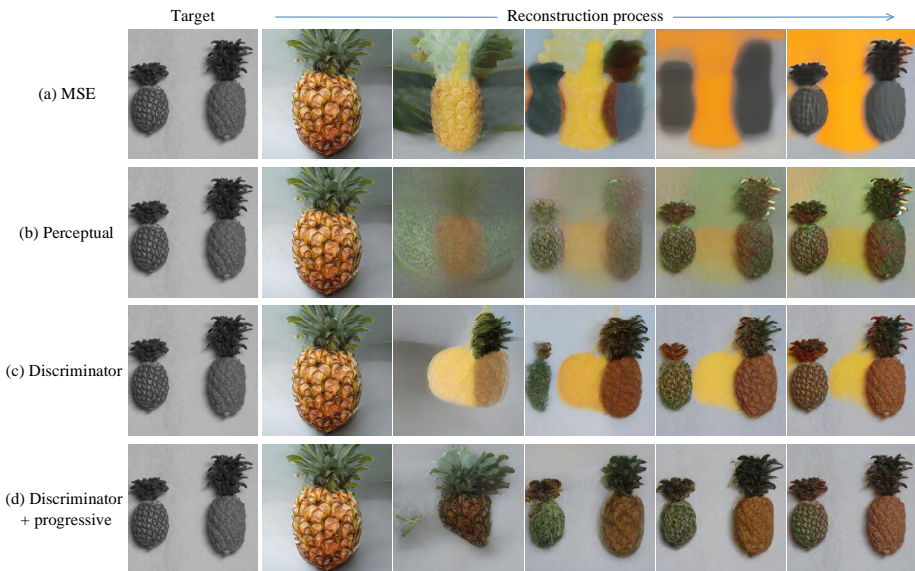 Target
Reconstruction process
(a) MSE
(b) Perceptual
(c) Discriminator
(d) Discriminator
+ progressive